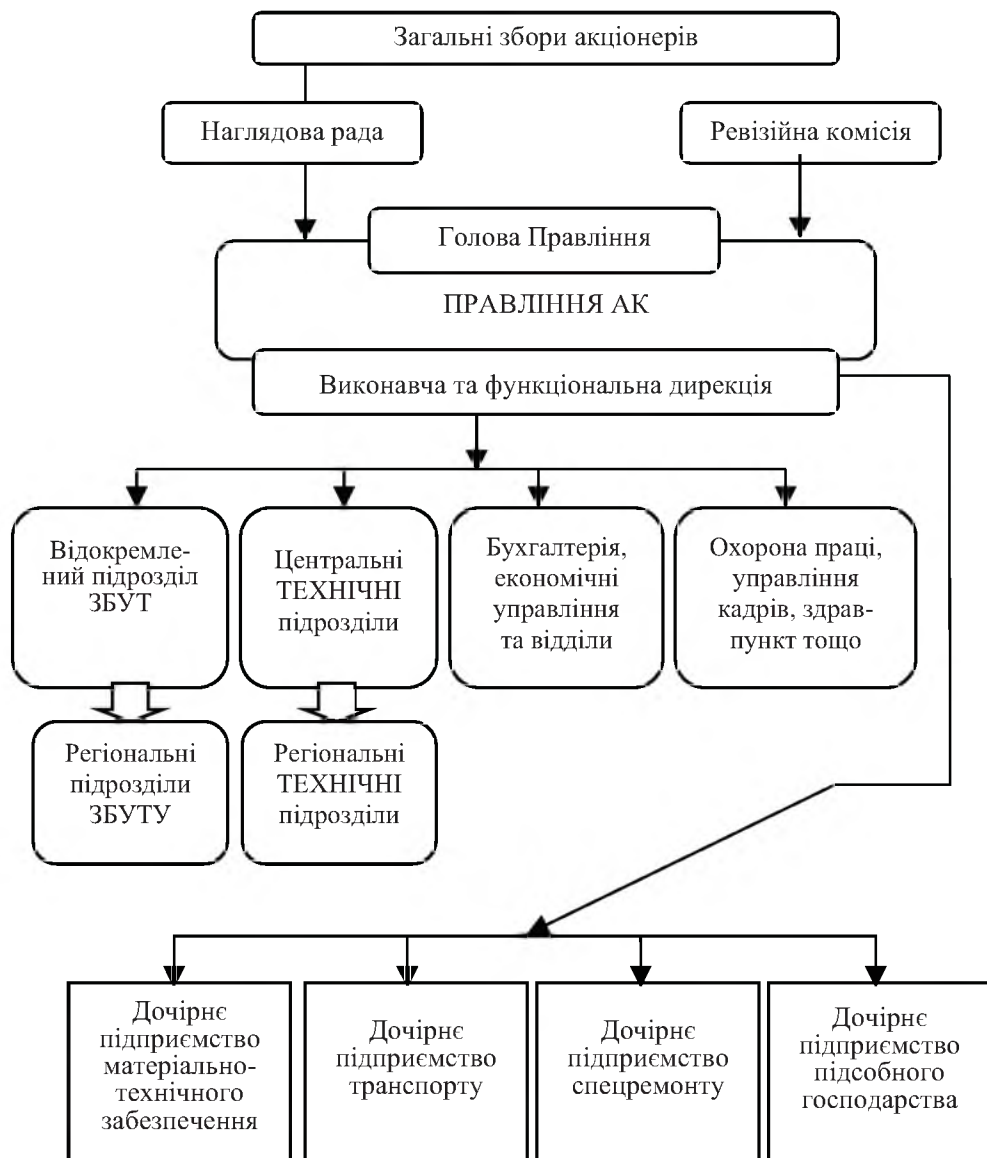 Загальні збори акціонерів
Наглядова рада
Ревізійна комісія
Голова Правління
ПРАВЛІННЯ АК
Виконавча та функціональна дирекція
Відокремле-
ний підрозділ
ЗБУТ
Центральні
ТЕХНІЧНІ
підрозділи
Бухгалтерія,
економічні
управління
та відділи
Охорона праці,
управління
кадрів, здрав-
пункт тощо
Регіональні
підрозділи
ЗБУТУ
Регіональні
ТЕХНІЧНІ
підрозділи
Дочірнє
підприємство
матеріально-
технічного
забезпечення
Дочірнє
підприємство
транспорту
Дочірнє
підприємство
спецремонту
Дочірнє
підприємство
підсобного
господарства